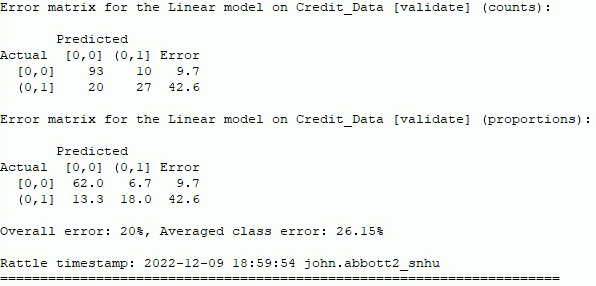 Error matrix for the Linear model on Credit_Data [validate] (counts):
Predicted
Actual [0,0] (0,1] Error
[0,0] 93 10 9.7
(0,1] 20 27 42.6
Error matrix for the Linear model on Credit_Data [validate] (proportions):
Predicted
Actual [0,0] (0,1] Error
[0,0] 62.0 6.7 9.7
(0,1] 13.3 18.0 42.6
Overall error: 20%, Averaged class error: 26.15%
Rattle timestamp: 2022-12-09 18:59:54 john.abbott2_snhu
======================================================================